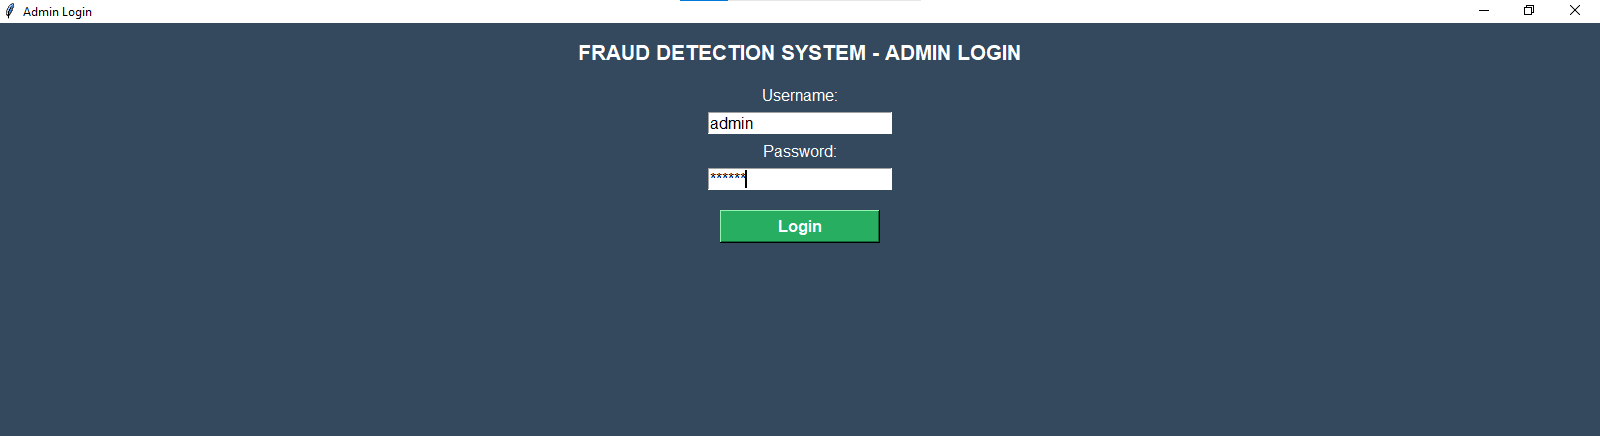 Admin Login
FRAUD DETECTION SYSTEM - ADMIN LOGIN
Username:
admin
Password:
******
Login